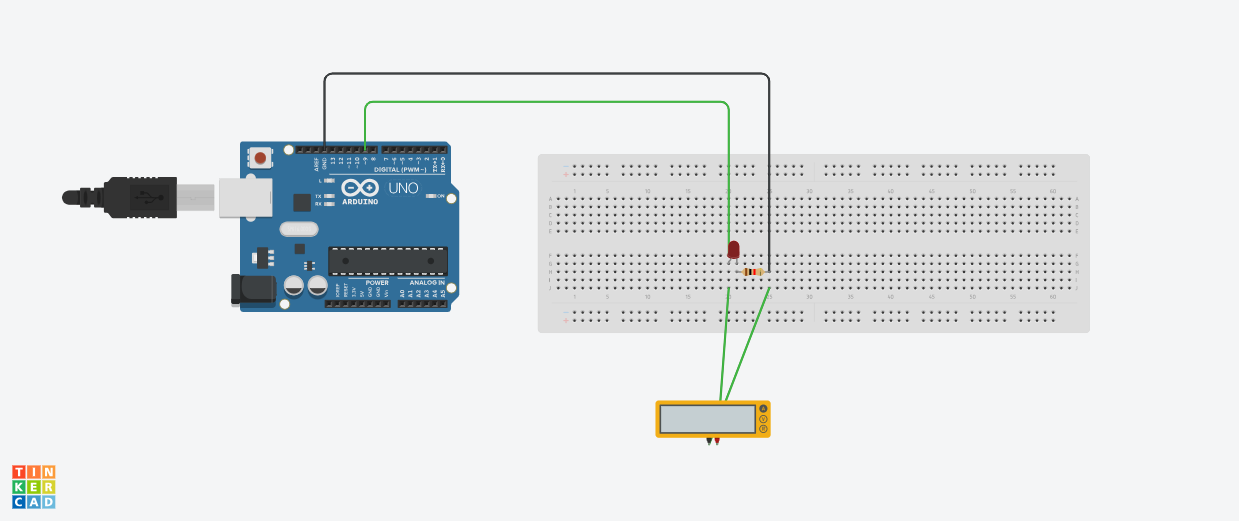 AREF
GND
13
12
~11
~10
~9
8
7
~6
~5
4
~3
2
TX→1
RX←0
DIGITAL (PWM~)
L
TX
RX
UNO
ARDUINO
ON
POWER
ANALOG IN
IOREF
RESET
3.3V
5V
GND
GND
Vin
A0
A1
A2
A3
A4
A5
1 5 10 15 20 25 30 35 40 45 50 55 60
A A
B B
C C
D D
E E
F F
G G
H H
I I
J J
1 5 10 15 20 25 30 35 40 45 50 55 60
A
V
R
TIN
KER
CAD